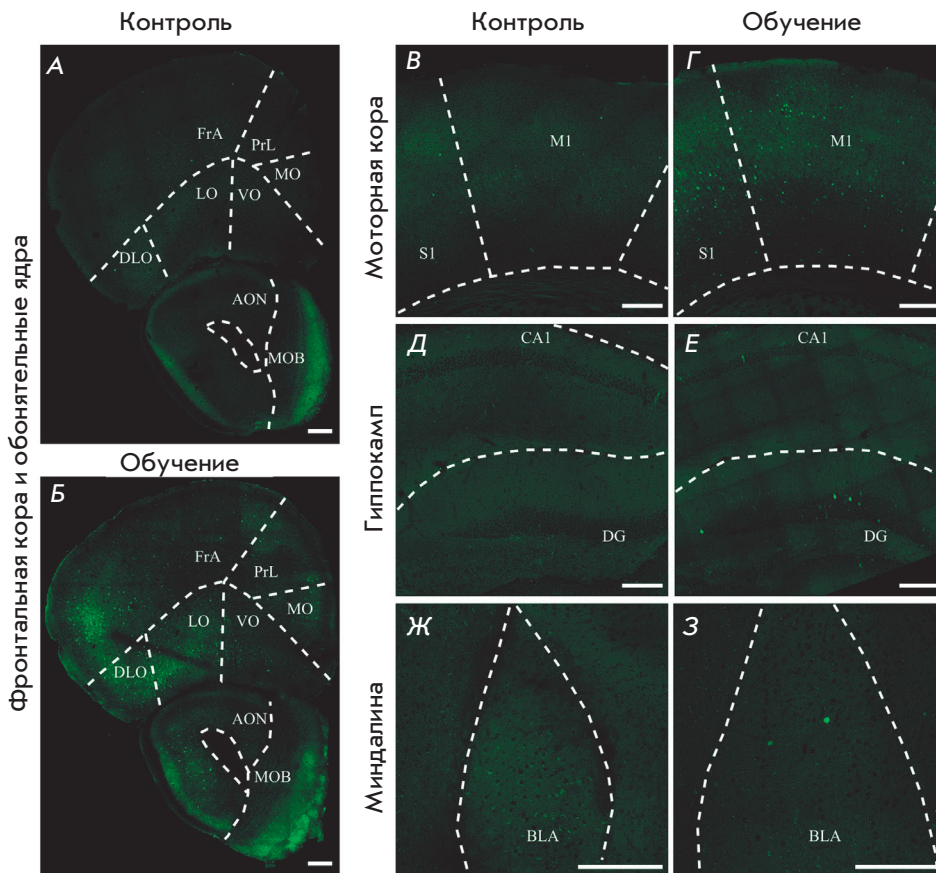 Контроль
Фронтальная кора и обонятельные ядра
А
FrA
PrL
MO
LO
VO
DLO
AON
MOB
Обучение
Б
FrA
PrL
MO
LO
VO
DLO
AON
MOB
Контроль
Обучение
Моторная кора
В
M1
S1
Г
M1
S1
Гиппокамп
Д
CA1
DG
Е
CA1
DG
Миндалина
Ж
BLA
З
BLA